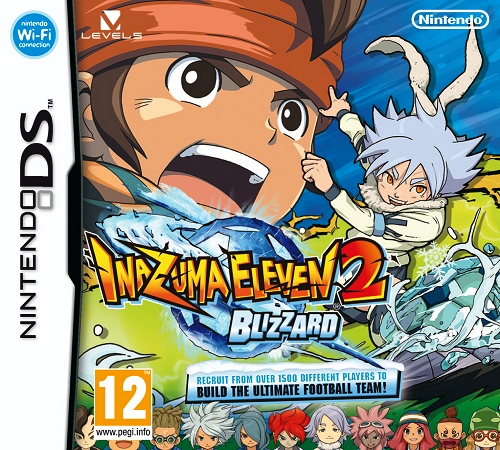 nintendo
Wi-Fi
connection
LEVEL5
Nintendo
NINTENDO DS™
INAZUMA ELEVEN 2
BLIZZARD
RECRUIT FROM OVER 1500 DIFFERENT PLAYERS TO
BUILD THE ULTIMATE FOOTBALL TEAM!
12
www.pegi.info